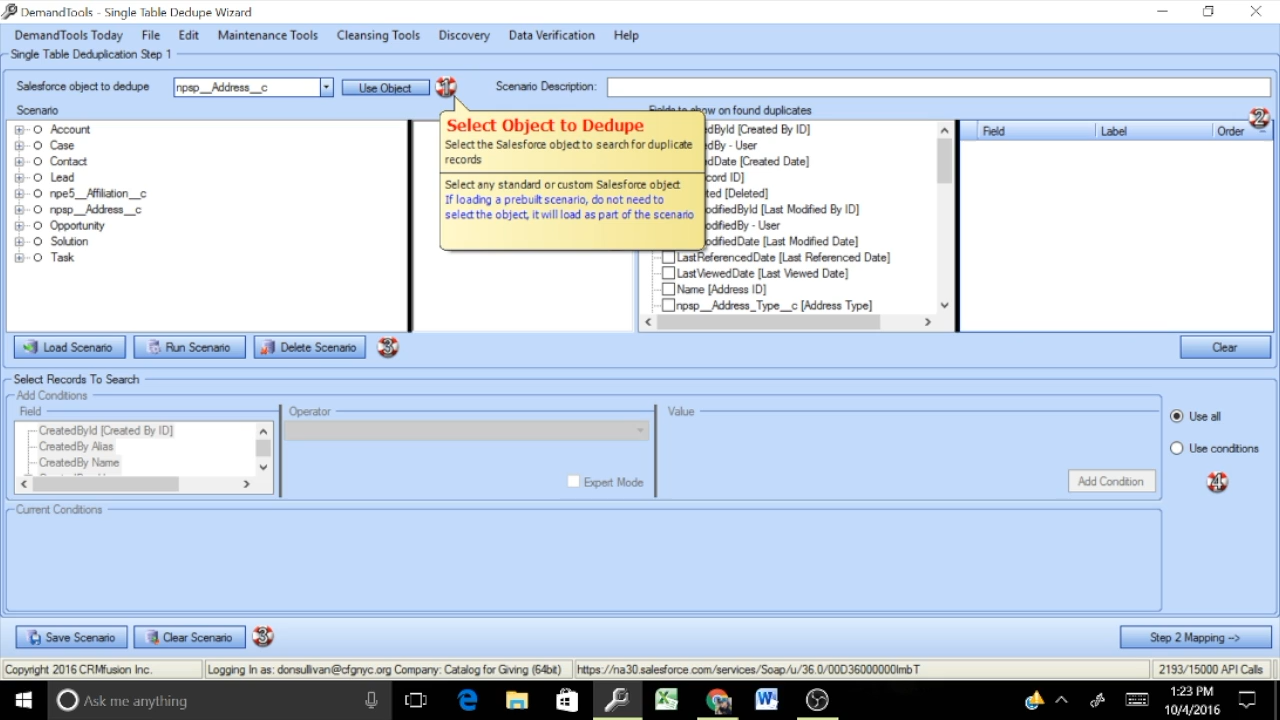 DemandTools - Single Table Dedupe Wizard
DemandTools Today File Edit Maintenance Tools Cleansing Tools Discovery Data Verification Help
Single Table Deduplication Step 1
Salesforce object to dedupe npsp__Address__c Use Object 1 Scenario Description:
Scenario
Account
Case
Contact
Lead
npe5__Affiliation__c
npsp__Address__c
Opportunity
Solution
Task
Select Object to Dedupe
Select the Salesforce object to search for duplicate
records
Select any standard or custom Salesforce object
If loading a prebuilt scenario, do not need to
select the object, it will load as part of the scenario
Fields to show on found duplicates
edById [Created By ID]
edBy - User
edDate [Created Date]
cord ID]
ted [Deleted]
odifiedById [Last Modified By ID]
odifiedBy - User
odifiedDate [Last Modified Date]
LastReferencedDate [Last Referenced Date]
LastViewedDate [Last Viewed Date]
Name [Address ID]
npsp__Address_Type__c [Address Type]
2
Field Label Order
Load Scenario Run Scenario Delete Scenario 3 Clear
Select Records To Search
Add Conditions
Field Operator Value
CreatedById [Created By ID]
CreatedBy Alias
CreatedBy Name
Expert Mode
Add Condition
Use all
Use conditions
4
Current Conditions
Save Scenario Clear Scenario 3 Step 2 Mapping -->
Copyright 2016 CRMfusion Inc. Logging In as: donsullivan@cfgnyc.org Company: Catalog for Giving (64bit) https://na30.salesforce.com/services/Soap/u/36.0/00D36000000ImbT 2193/15000 API Calls
Ask me anything
1:23 PM
10/4/2016